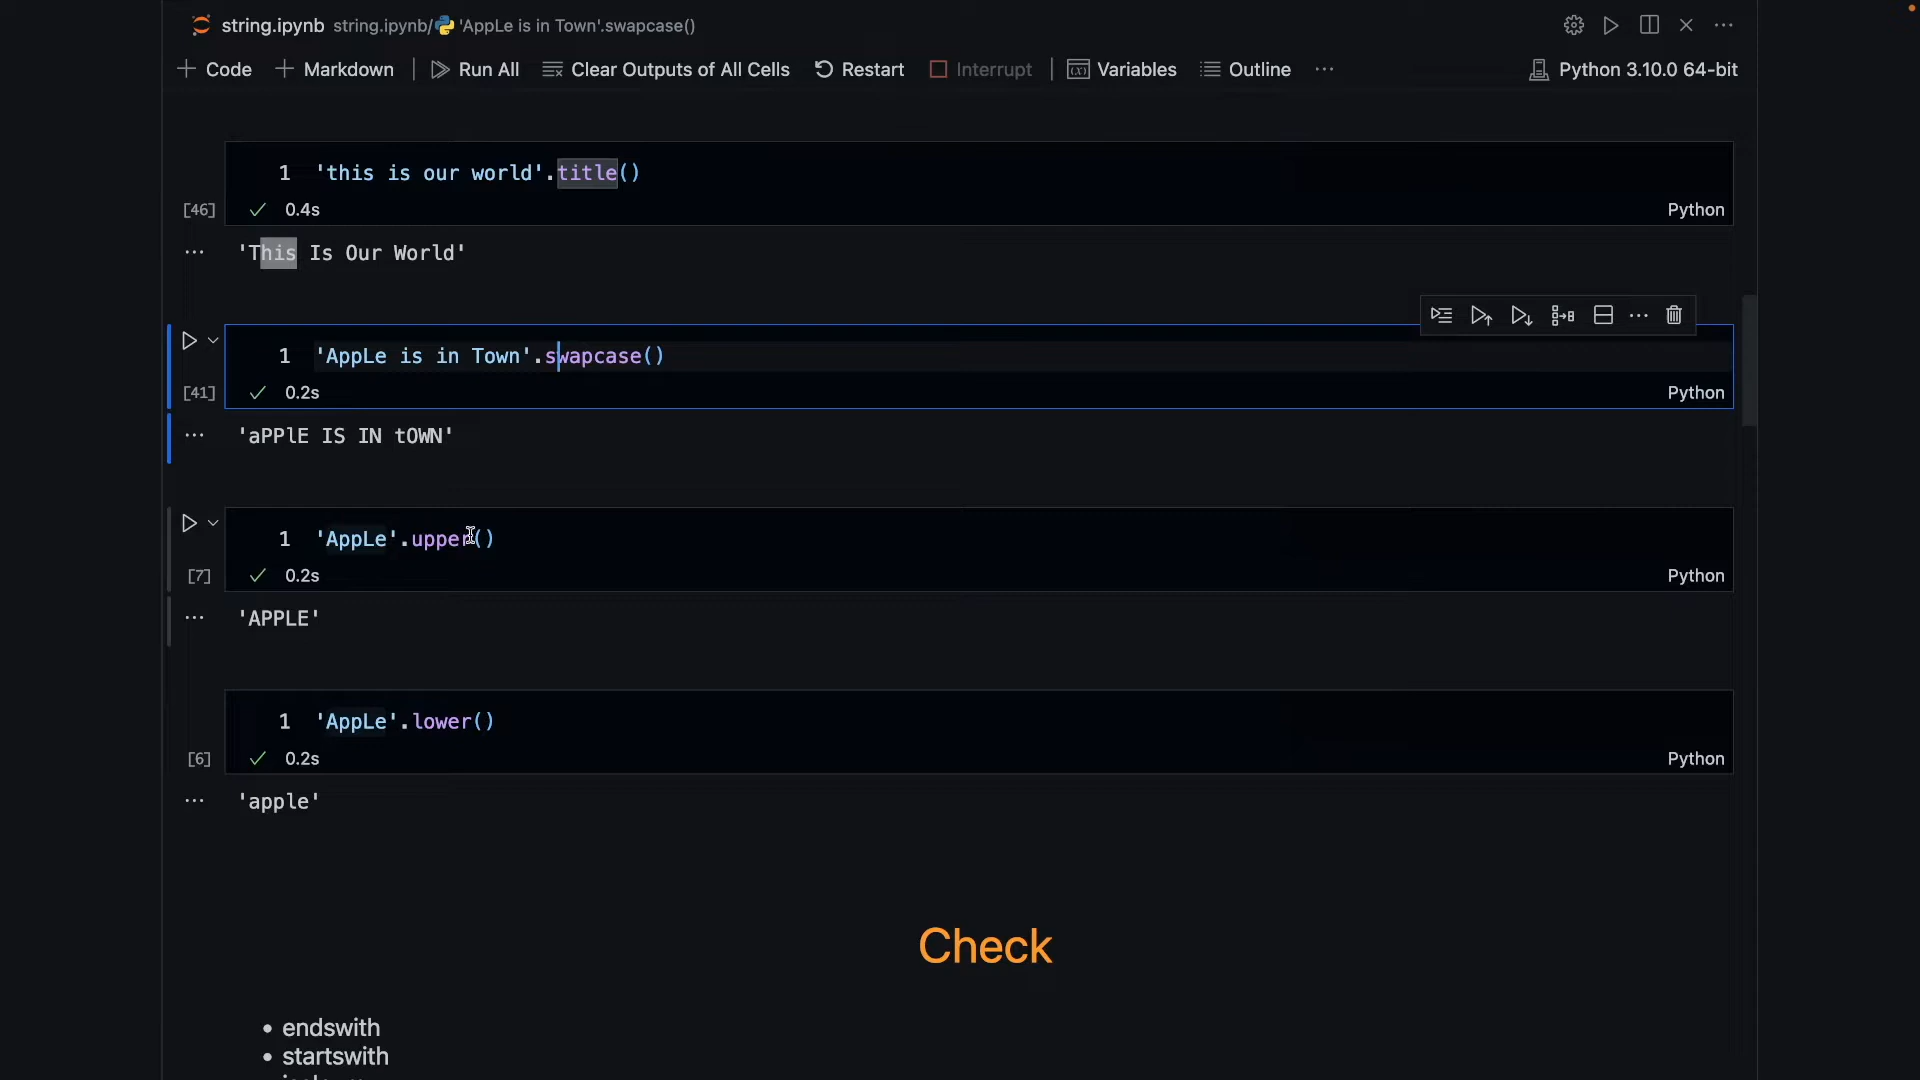 string.ipynb string.ipynb/ 'AppLe is in Town'.swapcase()
+ Code + Markdown Run All Clear Outputs of All Cells Restart Interrupt Variables Outline ... Python 3.10.0 64-bit
1 'this is our world'.title()
[46] ✓ 0.4s Python
... 'This Is Our World'
1 'AppLe is in Town'.swapcase()
[41] ✓ 0.2s Python
... 'aPPlE IS IN tOWN'
1 'AppLe'.upper()
[7] ✓ 0.2s Python
... 'APPLE'
1 'AppLe'.lower()
[6] ✓ 0.2s Python
... 'apple'
Check
• endswith
• startswith